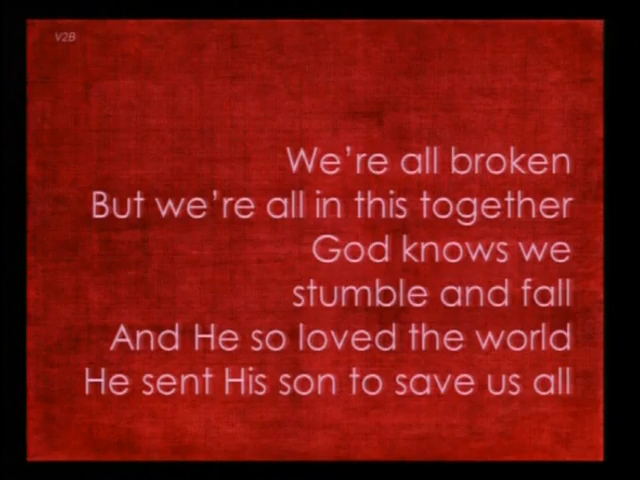 V2B
We're all broken
But we're all in this together
God knows we
stumble and fall
And He so loved the world
He sent His son to save us all